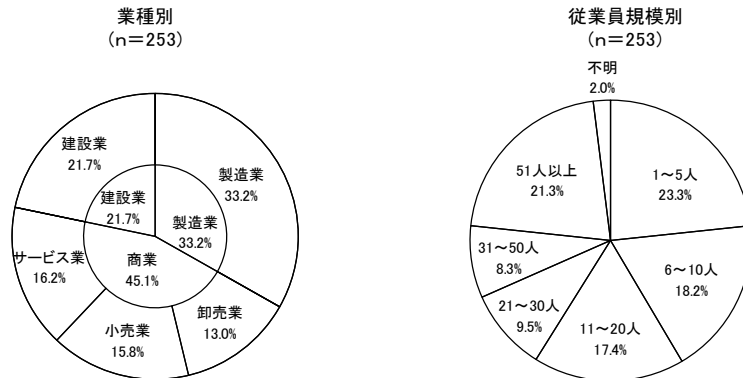 業種別
(n=253)
建設業
21.7%
製造業
33.2%
建設業
21.7%
製造業
33.2%
商業
45.1%
サービス業
16.2%
小売業
15.8%
卸売業
13.0%
従業員規模別
(n=253)
不明
2.0%
51人以上
21.3%
1~5人
23.3%
31~50人
8.3%
6~10人
18.2%
21~30人
9.5%
11~20人
17.4%